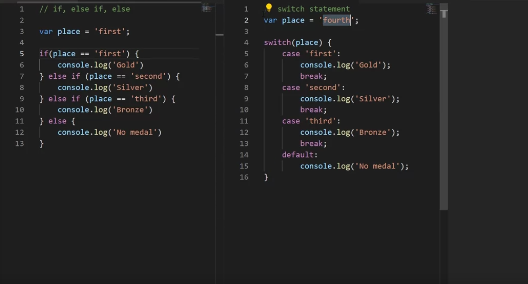 1 // if, else if, else
2
3 var place = 'first';
4
5 if(place == 'first') {
6 console.log('Gold')
7 } else if (place == 'second') {
8 console.log('Silver')
9 } else if (place == 'third') {
10 console.log('Bronze')
11 } else {
12 console.log('No medal')
13 }
1 switch statement
2 var place = 'fourth';
3
4 switch(place) {
5 case 'first':
6 console.log('Gold');
7 break;
8 case 'second':
9 console.log('Silver');
10 break;
11 case 'third':
12 console.log('Bronze');
13 break;
14 default:
15 console.log('No medal');
16 }